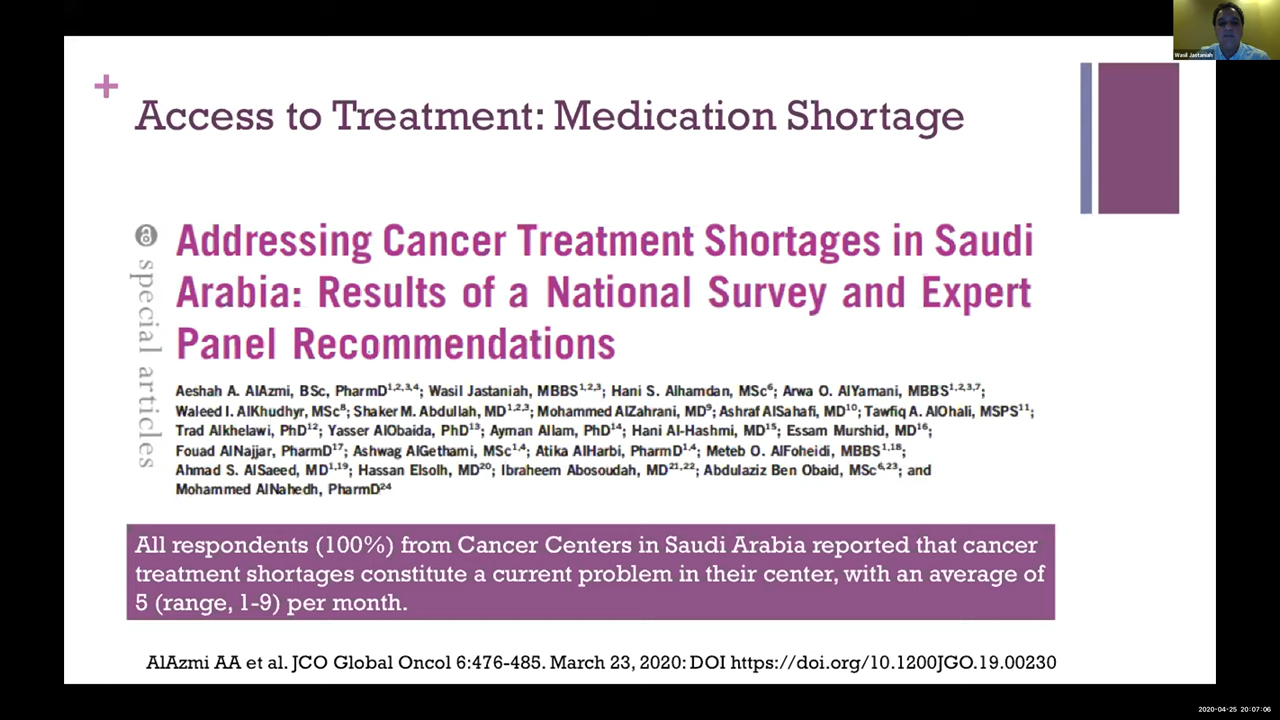 Wasil Jastaniah
+
Access to Treatment: Medication Shortage
special articles
Addressing Cancer Treatment Shortages in Saudi
Arabia: Results of a National Survey and Expert
Panel Recommendations
Aeshah A. AlAzmi, BSc, PharmD1,2,3,4; Wasil Jastaniah, MBBS1,2,3; Hani S. Alhamdan, MSc6; Arwa O. AlYamani, MBBS1,2,3,7;
Waleed I. AlKhudhyr, MSc8; Shaker M. Abdullah, MD1,2,3; Mohammed AlZahrani, MD9; Ashraf AlSahafi, MD10; Tawfiq A. AlOhali, MSPS11;
Trad Alkhelawi, PhD12; Yasser AlObaida, PhD13; Ayman Allam, PhD14; Hani Al-Hashmi, MD15; Essam Murshid, MD16;
Fouad AlNajjar, PharmD17; Ashwag AlGethami, MSc1,4; Atika AlHarbi, PharmD1,4; Meteb O. AlFoheidi, MBBS1,18;
Ahmad S. AlSaeed, MD1,19; Hassan Elsolh, MD20; Ibraheem Abosoudah, MD21,22; Abdulaziz Ben Obaid, MSc6,23; and
Mohammed AlNahedh, PharmD24
All respondents (100%) from Cancer Centers in Saudi Arabia reported that cancer
treatment shortages constitute a current problem in their center, with an average of
5 (range, 1-9) per month.
AlAzmi AA et al. JCO Global Oncol 6:476-485. March 23, 2020: DOI https://doi.org/10.1200JGO.19.00230
2020-04-25 20:07:06